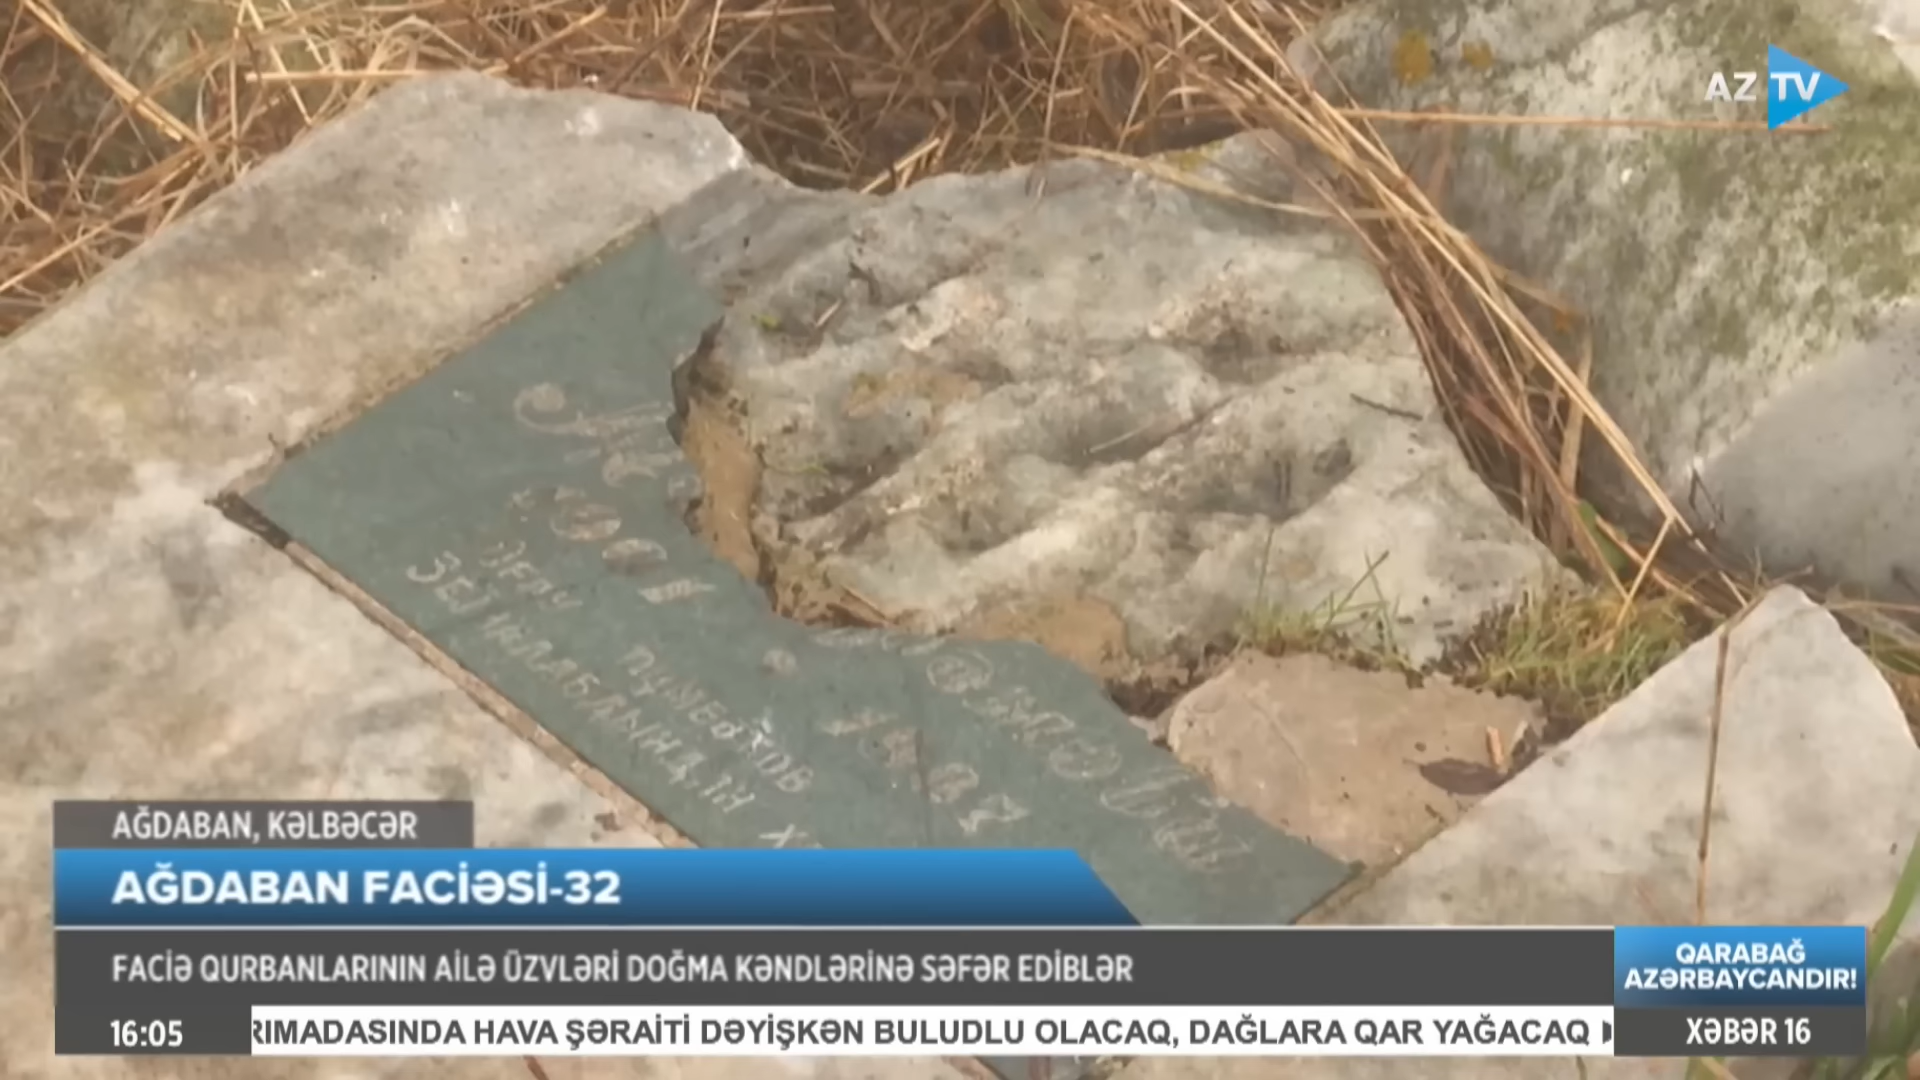 AZ TV
АҺМЕДОВ
AĞDABAN, KƏLBƏCƏR
AĞDABAN FACİƏSİ-32
FACİƏ QURBANLARININ AİLƏ ÜZVLƏRİ DOĞMA KƏNDLƏRİNƏ SƏFƏR EDİBLƏR
QARABAĞ
AZƏRBAYCANDIR!
16:05
RIMADASINDA HAVA ŞƏRAİTİ DƏYİŞKƏN BULUDLU OLACAQ, DAĞLARA QAR YAĞACAQ
XƏBƏR 16